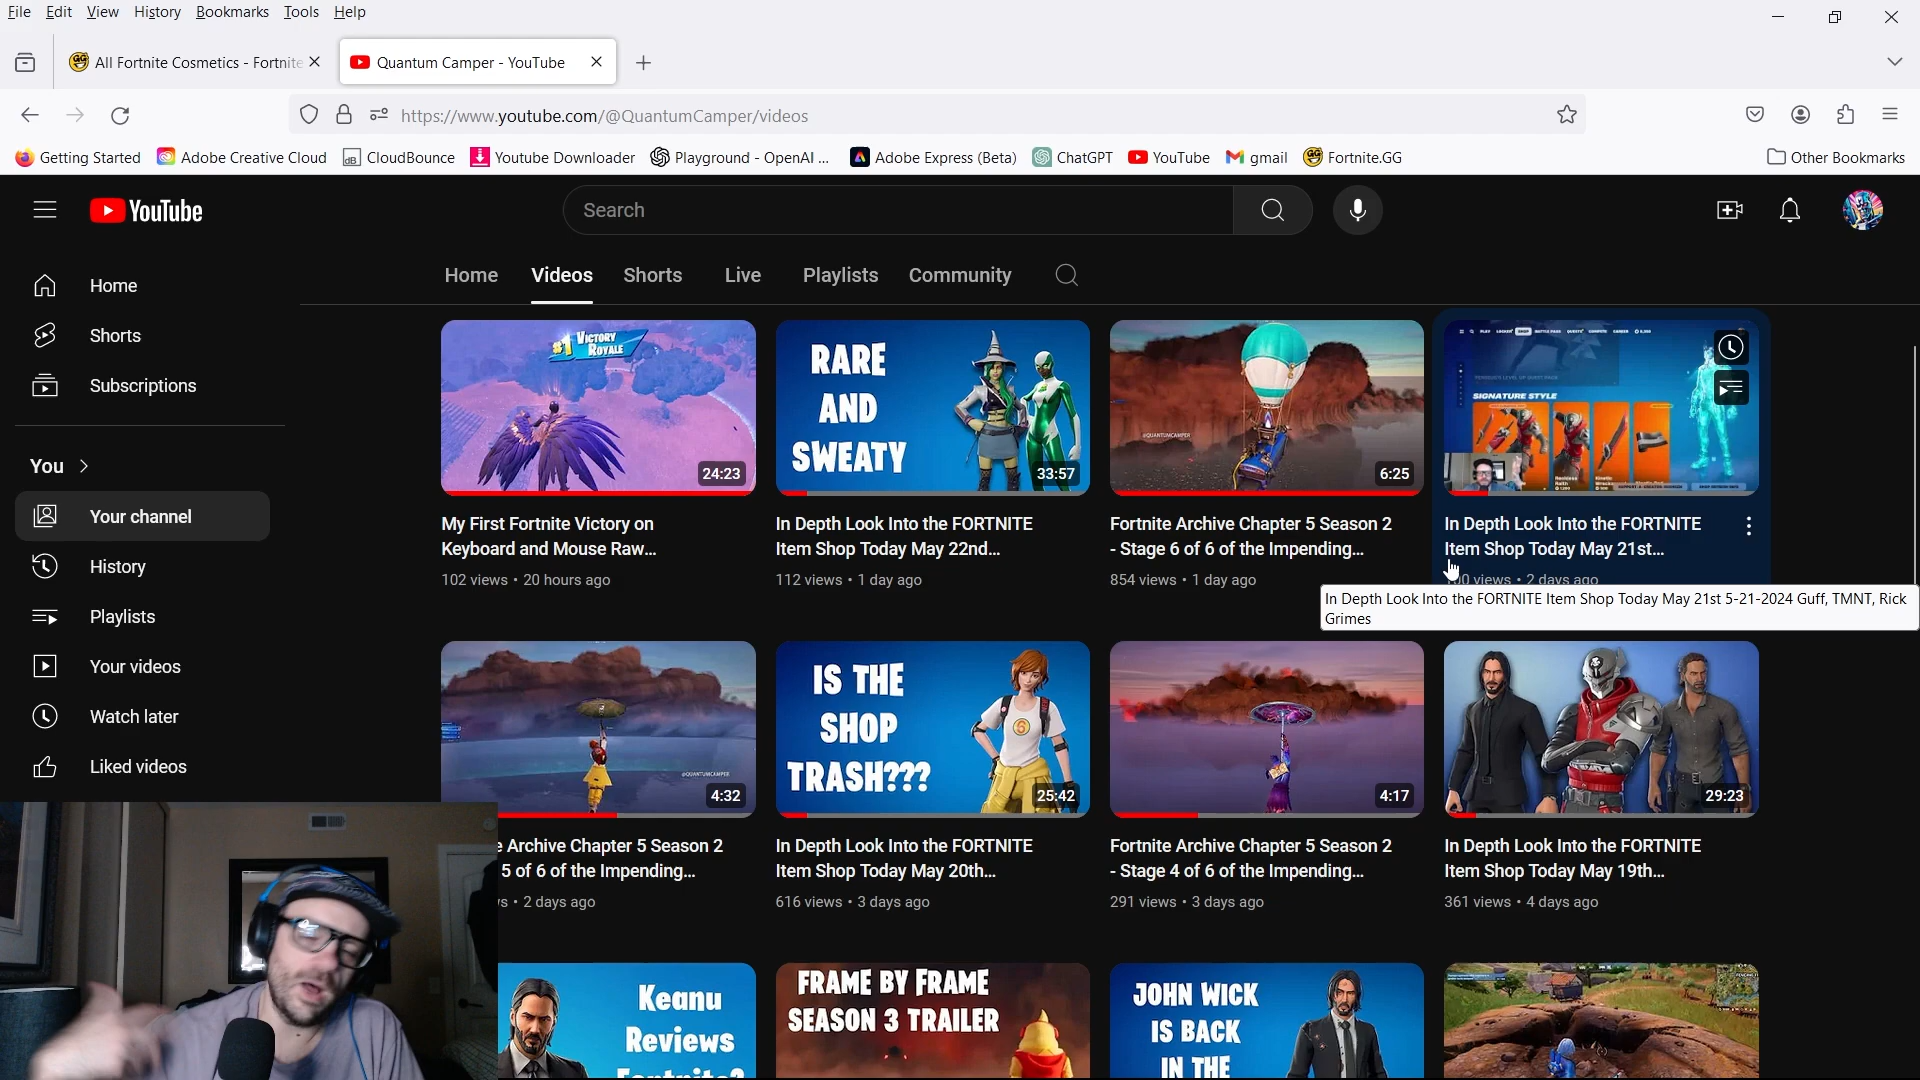 File Edit View History Bookmarks Tools Help
All Fortnite Cosmetics - Fortnite
Quantum Camper - YouTube
https://www.youtube.com/@QuantumCamper/videos
Getting Started
Adobe Creative Cloud
CloudBounce
Youtube Downloader
Playground - OpenAI ...
Adobe Express (Beta)
ChatGPT
YouTube
gmail
Fortnite.GG
Other Bookmarks
YouTube
Search
Home
Shorts
Subscriptions
You
Your channel
History
Playlists
Your videos
Watch later
Liked videos
Home Videos Shorts Live Playlists Community
#1 VICTORY
ROYALE
24:23
My First Fortnite Victory on
Keyboard and Mouse Raw...
102 views • 20 hours ago
RARE
AND
SWEATY
33:57
In Depth Look Into the FORTNITE
Item Shop Today May 22nd...
112 views • 1 day ago
@QUANTUMCAMPER
6:25
Fortnite Archive Chapter 5 Season 2
- Stage 6 of 6 of the Impending...
854 views • 1 day ago
SHOP
SIGNATURE STYLE
In Depth Look Into the FORTNITE
Item Shop Today May 21st...
00 views • 2 days ago
In Depth Look Into the FORTNITE Item Shop Today May 21st 5-21-2024 Guff, TMNT, Rick
Grimes
@QUANTUMCAMPER
4:32
Archive Chapter 5 Season 2
5 of 6 of the Impending...
• 2 days ago
IS THE
SHOP
TRASH???
6
25:42
In Depth Look Into the FORTNITE
Item Shop Today May 20th...
616 views • 3 days ago
4:17
Fortnite Archive Chapter 5 Season 2
- Stage 4 of 6 of the Impending...
291 views • 3 days ago
29:23
In Depth Look Into the FORTNITE
Item Shop Today May 19th...
361 views • 4 days ago
Keanu
Reviews
Fortnite?
FRAME BY FRAME
SEASON 3 TRAILER
JOHN WICK
IS BACK
IN THE